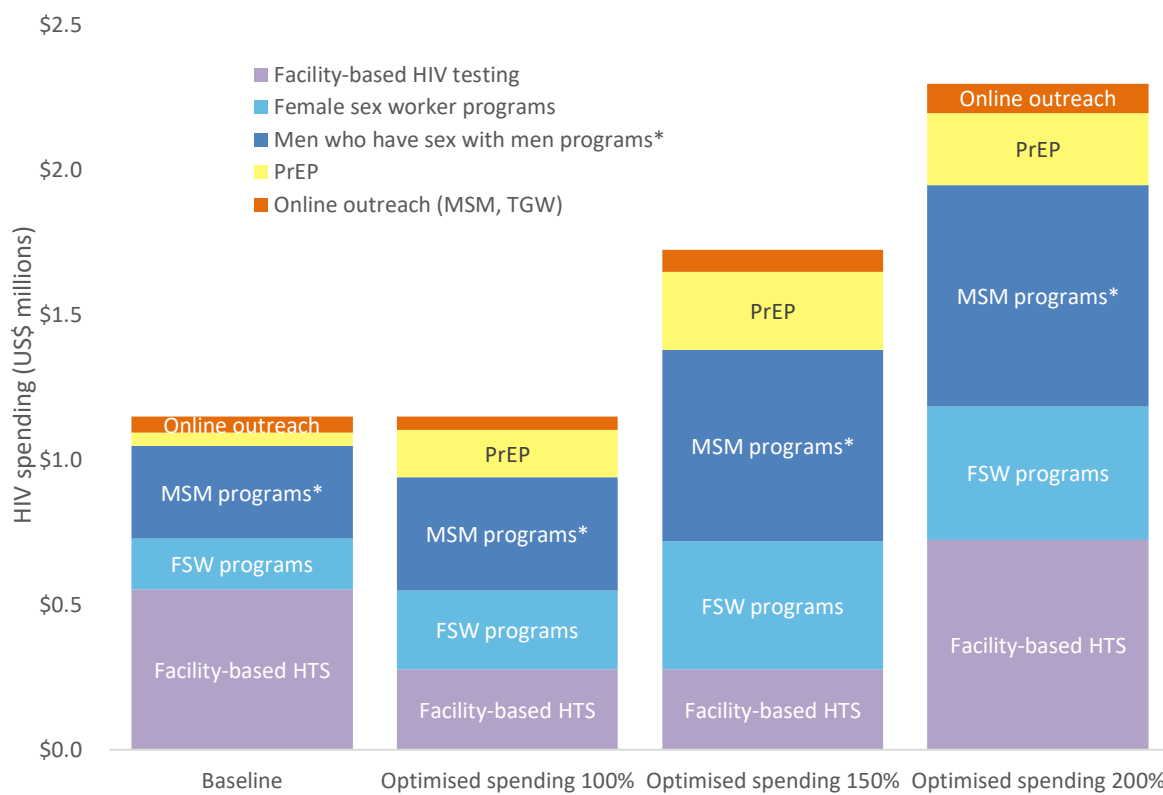 $2.5
$2.0
$1.5
$1.0
$0.5
$0.0
HIV spending (US$ millions)
Facility-based HIV testing
Female sex worker programs
Men who have sex with men programs*
PrEP
Online outreach (MSM, TGW)
Online outreach
MSM programs*
FSW programs
Facility-based HTS
PrEP
MSM programs*
FSW programs
Facility-based HTS
PrEP
MSM programs*
FSW programs
Facility-based HTS
Online outreach
PrEP
MSM programs*
FSW programs
Facility-based HTS
Baseline
Optimised spending 100%
Optimised spending 150%
Optimised spending 200%